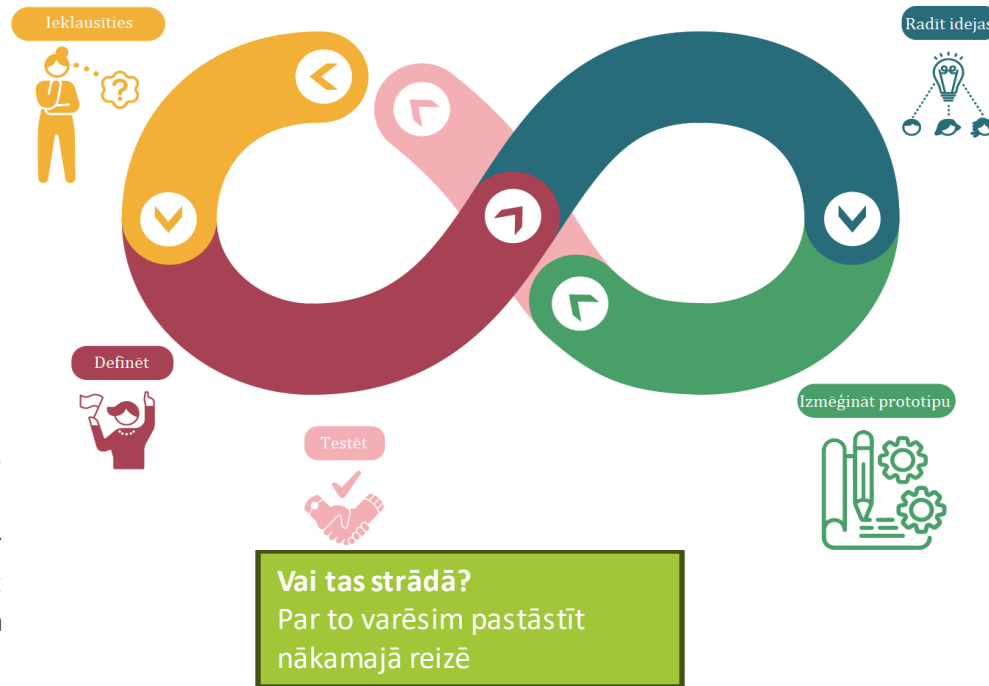 Ieklausīties
Radīt idejas
Definēt
Izmēģināt prototipu
Testēt
Vai tas strādā?
Par to varēsim pastāstīt
nākamajā reizē